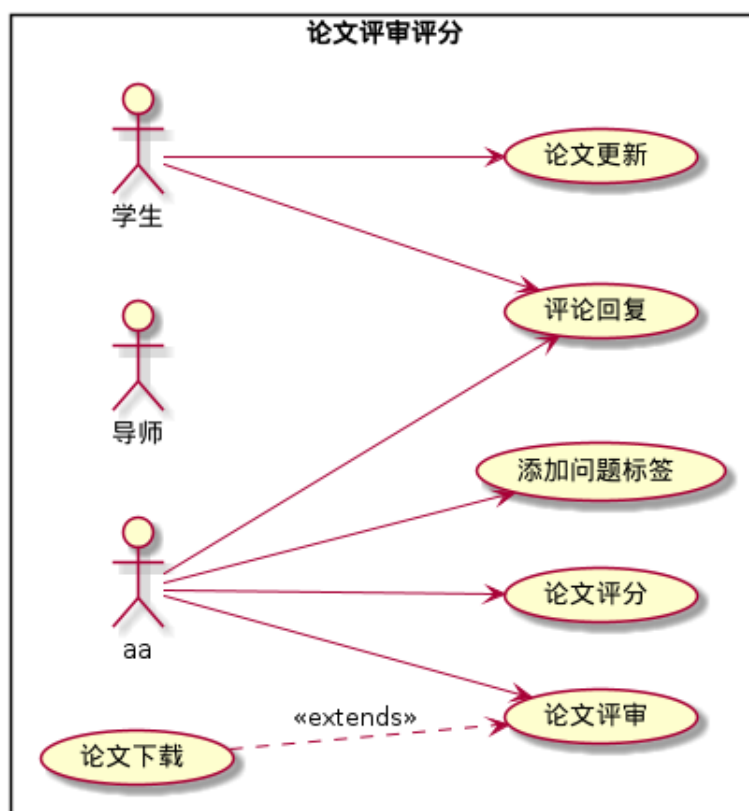 论文评审评分
论文更新
学生
评论回复
导师
添加问题标签
论文评分
aa
«extends»
论文评审
论文下载